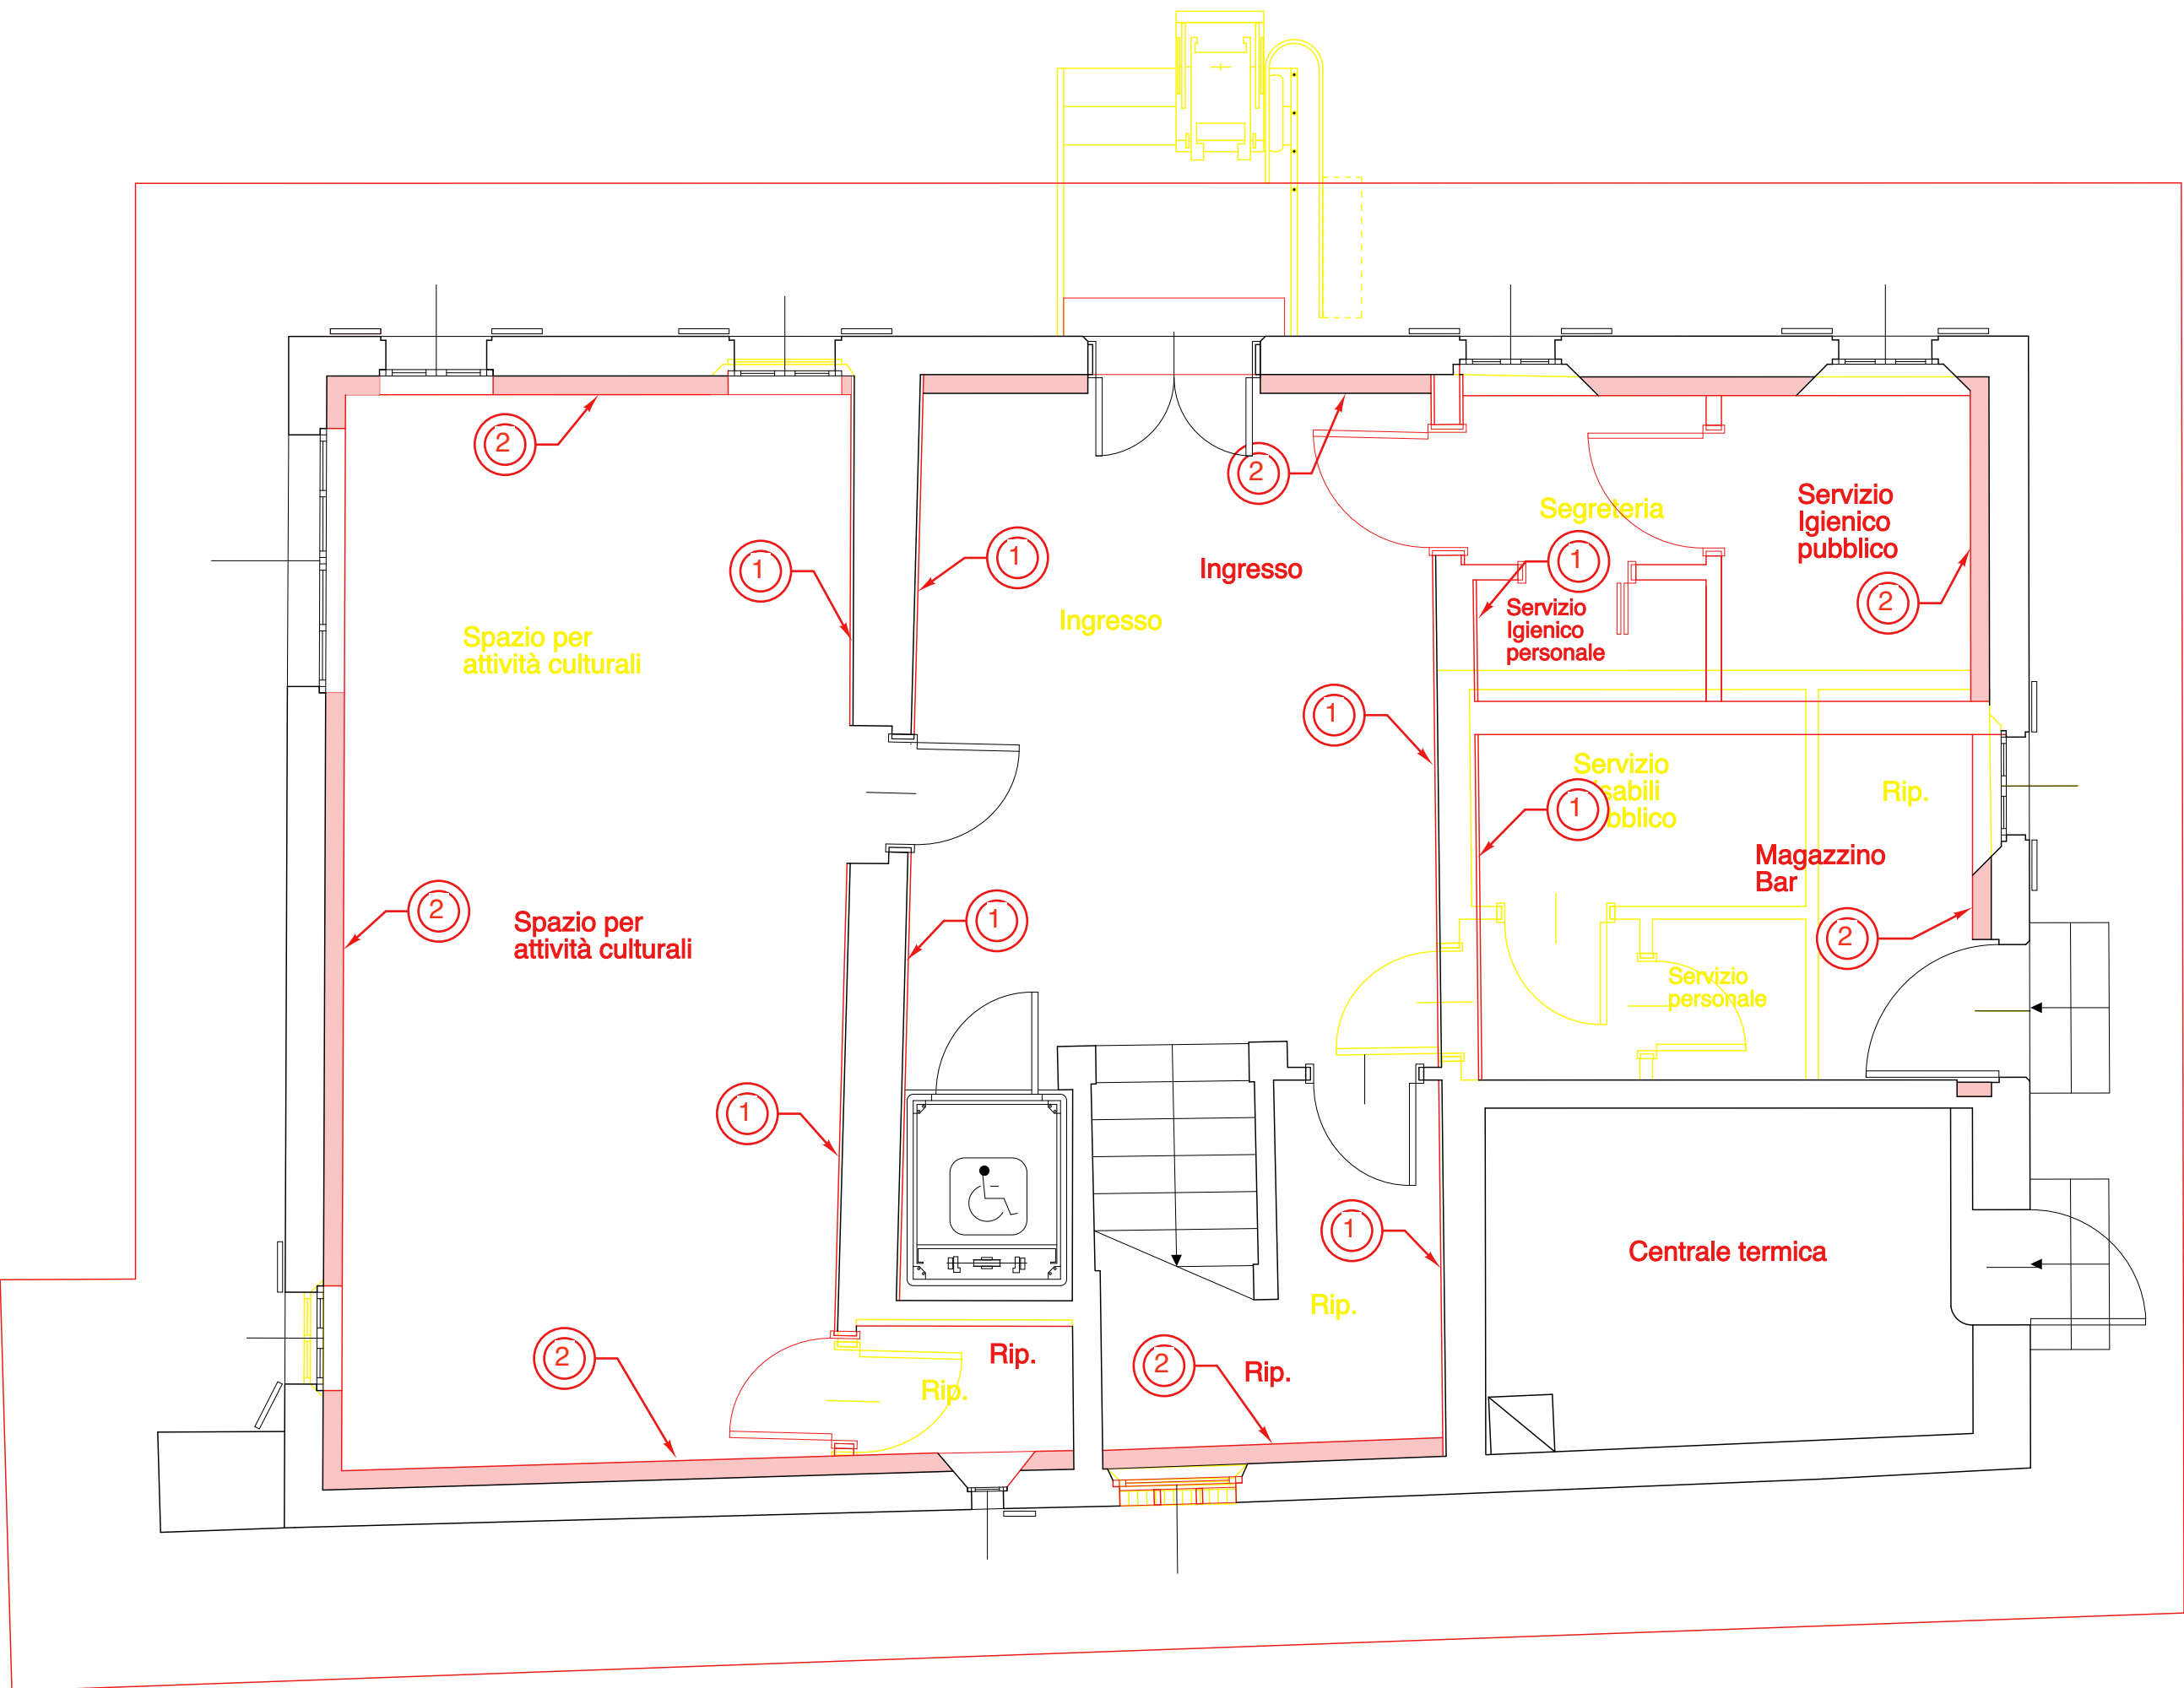 2
2
Segreteria
Servizio
Igienico
pubblico
1
1
1
Ingresso
2
Servizio
Igienico
personale
Ingresso
Spazio per
attività culturali
1
Servizio
sabili
bblico
Rip.
1
Magazzino
Bar
2
1
Spazio per
attività culturali
2
Servizio
personale
1
1
Centrale termica
Rip.
Rip.
2
2
Rip.
Rip.